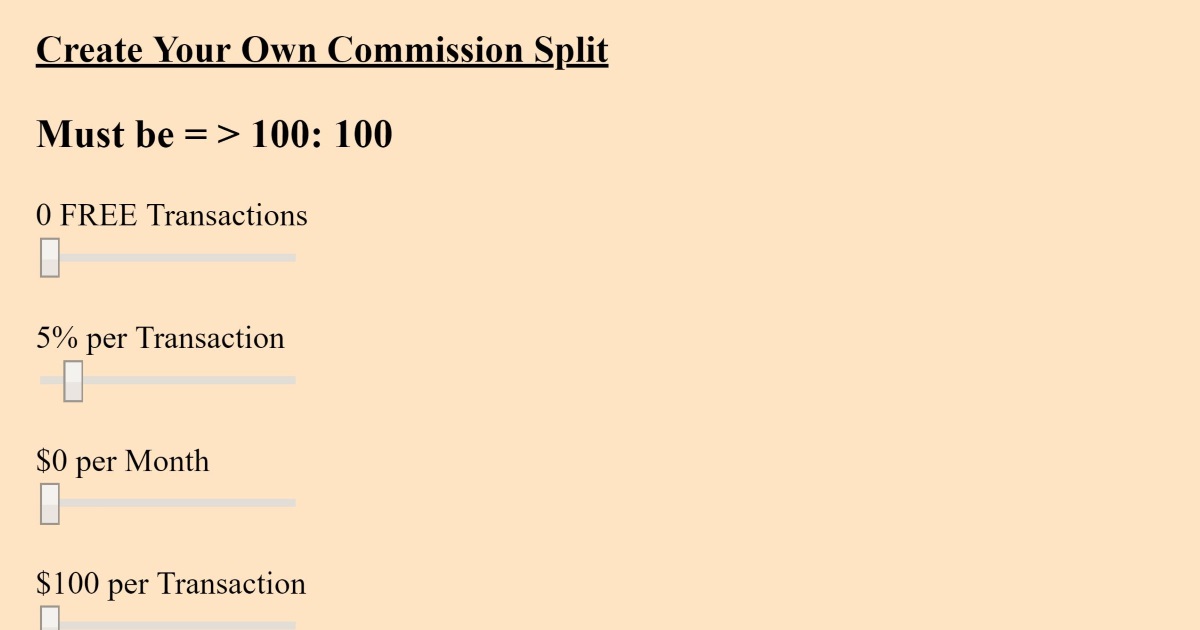 Create Your Own Commission Split
Must be = > 100: 100
0 FREE Transactions
5% per Transaction
$0 per Month
$100 per Transaction